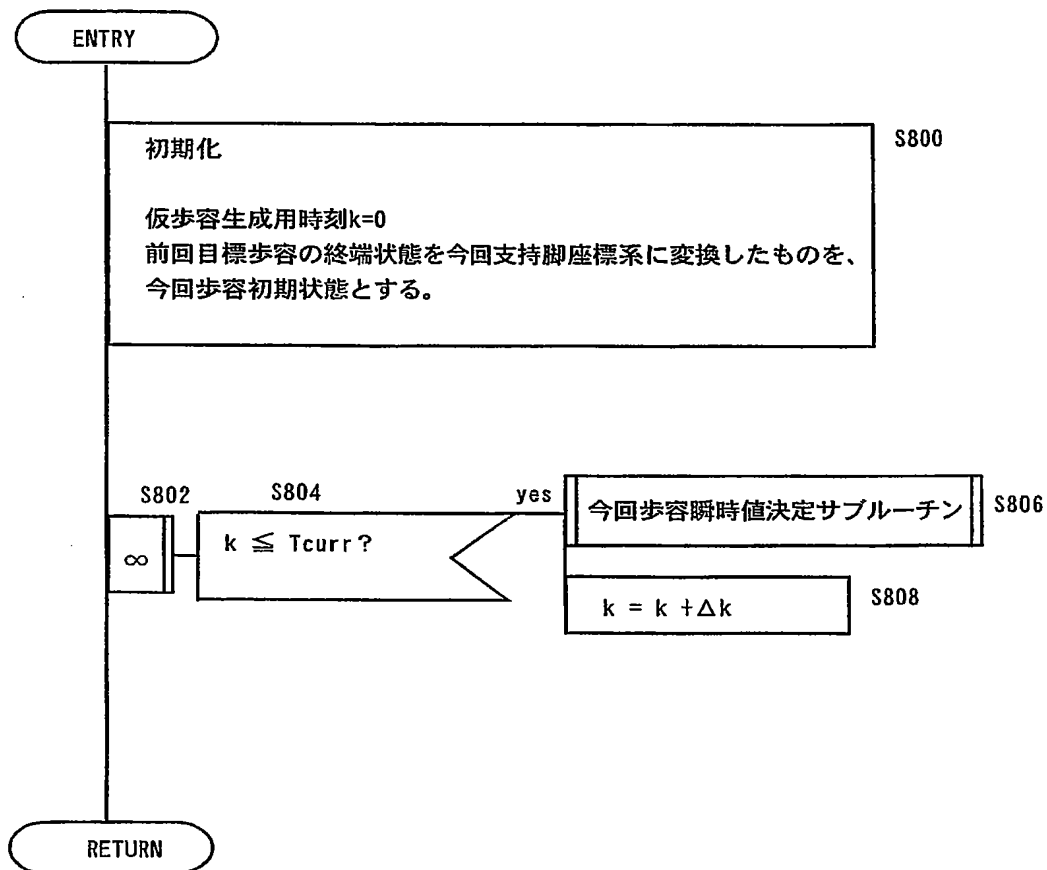 ENTRY
S800
初期化
仮歩容生成用時刻k=0
前回目標歩容の終端状態を今回支持脚座標系に変換したものを、
今回歩容初期状態とする。
S802
S804
yes
今回歩容瞬時値決定サブルーチン
S806
∞
k ≦ Tcurr?
k = k +Δk
S808
RETURN